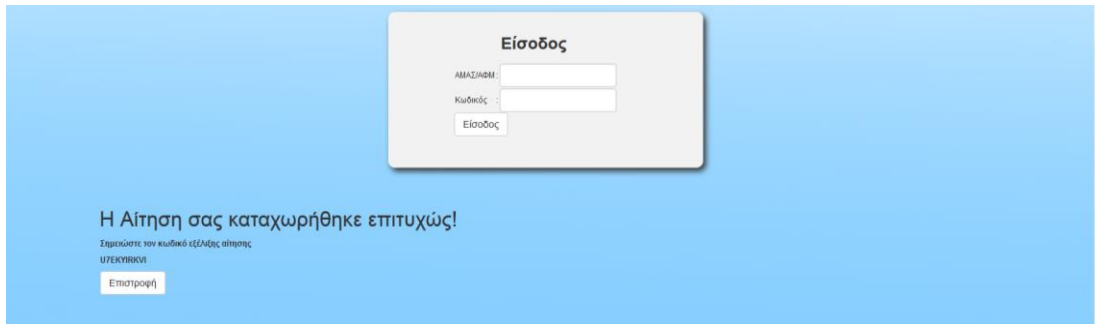 Είσοδος
ΑΜΑΣ/ΑΦΜ :
Κωδικός :
Είσοδος
Η Αίτηση σας καταχωρήθηκε επιτυχώς!
Σημειώστε τον κωδικό εξέλιξης αίτησης
U7EKYIRKVI
Επιστροφή